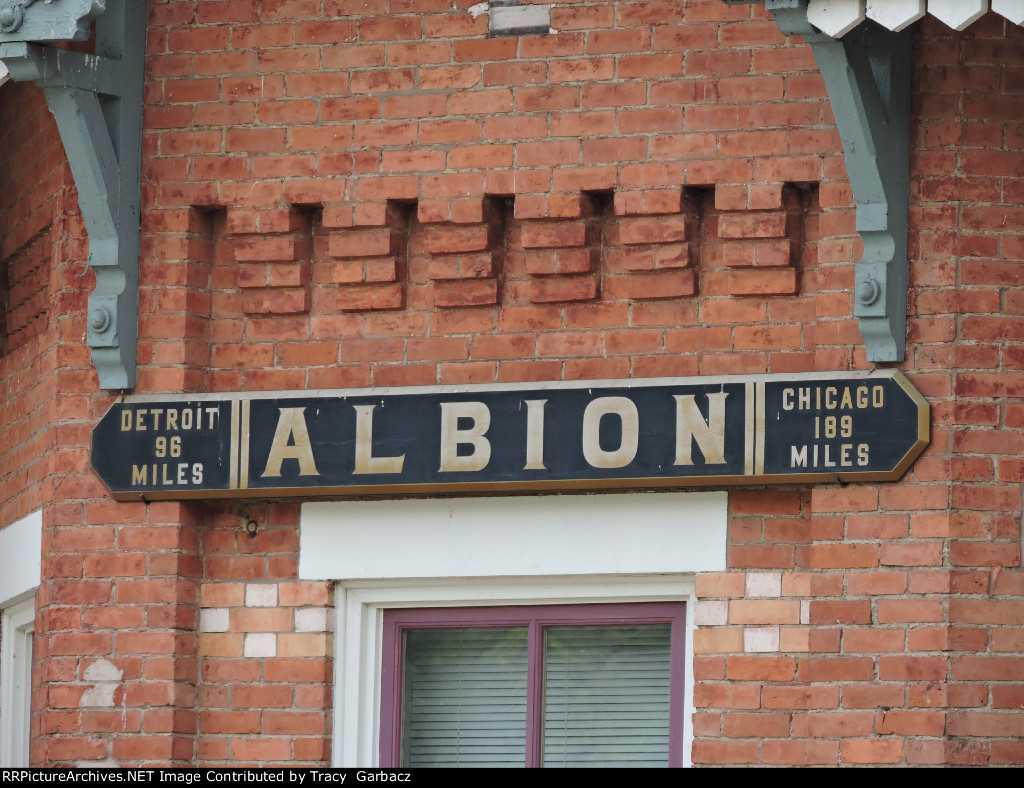 DETROIT
96
MILES
ALBION
CHICAGO
189
MILES
RRPictureArchives.NET Image Contributed by Tracy Garbacz